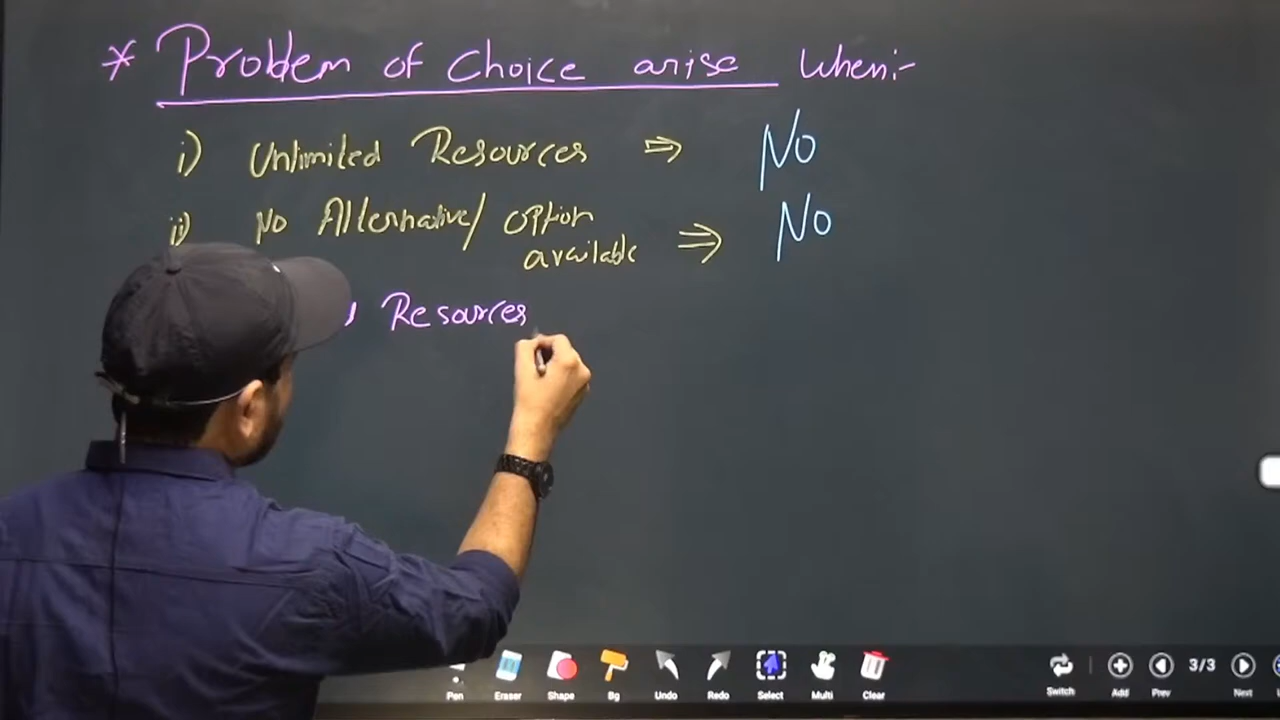 * Problem of Choice arise When:-
i) Unlimited Resources ⇒ No
ii) No Alternative/ option available ⇒ No
Resources
Pen Eraser Shape Bg Undo Redo Select Multi Clear Switch Add Prev 3/3 Next